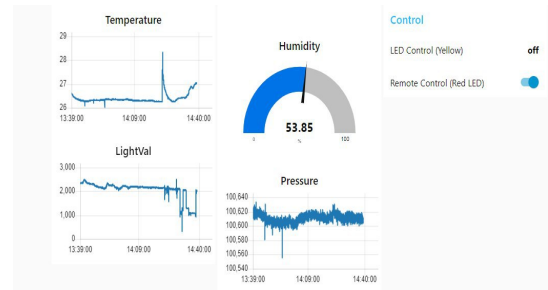 Temperature
29
28
27
26
13:39:00 14:09:00 14:40:00
LightVal
3,000
2,000
1,000
0
13:39:00 14:09:00 14:40:00
Humidity
53.85
0 % 100
Pressure
100,640
100,620
100,600
100,580
100,560
100,540
13:39:00 14:09:00 14:40:00
Control
LED Control (Yellow) off
Remote Control (Red LED)